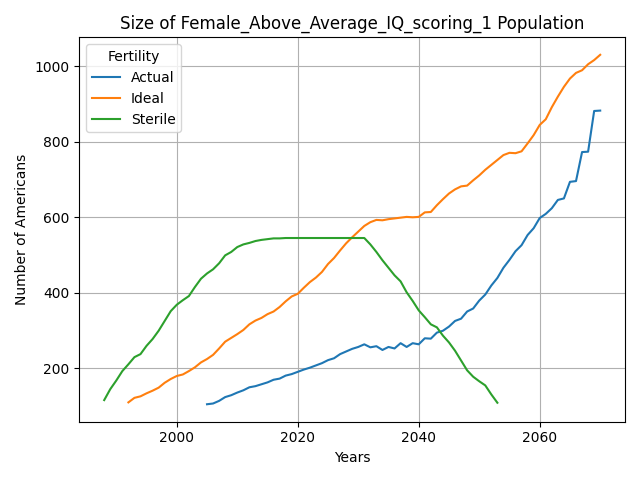 Size of Female_Above_Average_IQ_scoring_1 Population
Fertility
Actual
Ideal
Sterile
Number of Americans
1000
800
600
400
200
2000
2020
2040
2060
Years